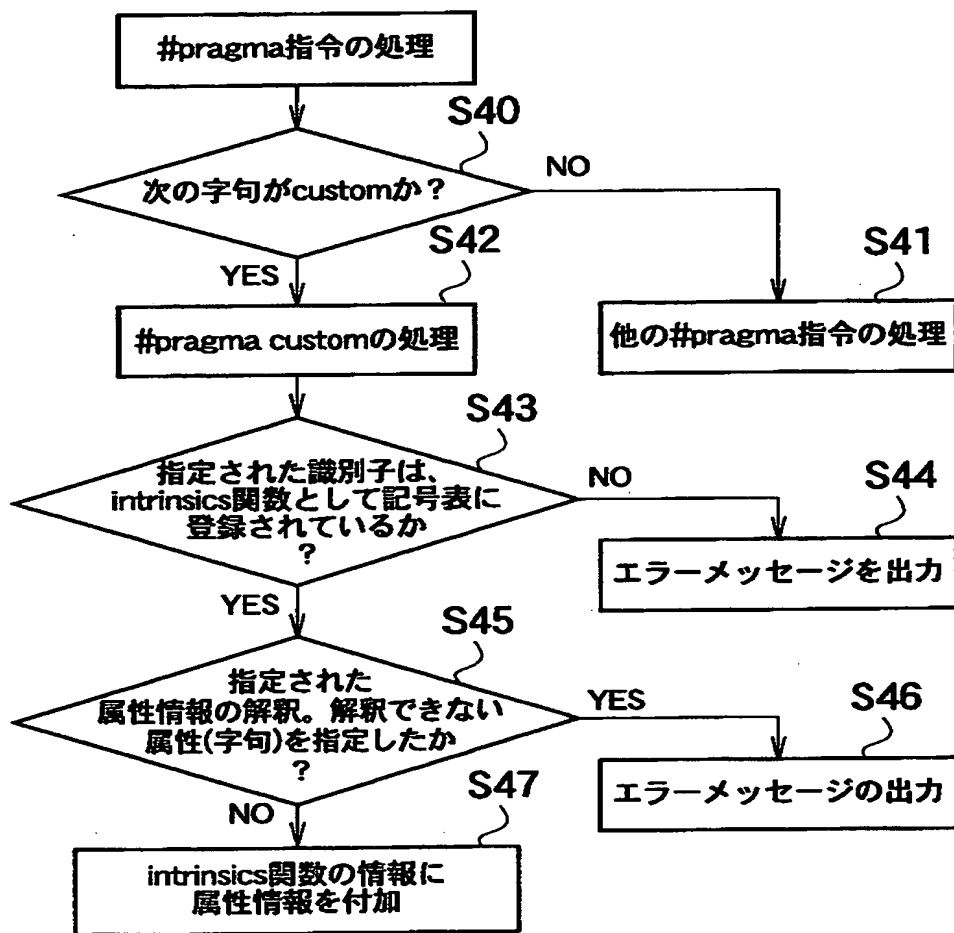 #pragma指令の処理
S40
次の字句がcustomか？
NO
YES
S42
S41
#pragma customの処理
他の#pragma指令の処理
S43
指定された識別子は、
intrinsics関数として記号表に
登録されているか
？
NO
S44
エラーメッセージを出力
YES
S45
指定された
属性情報の解釈。解釈できない
属性(字句)を指定したか
？
YES
S46
エラーメッセージの出力
NO
S47
intrinsics関数の情報に
属性情報を付加